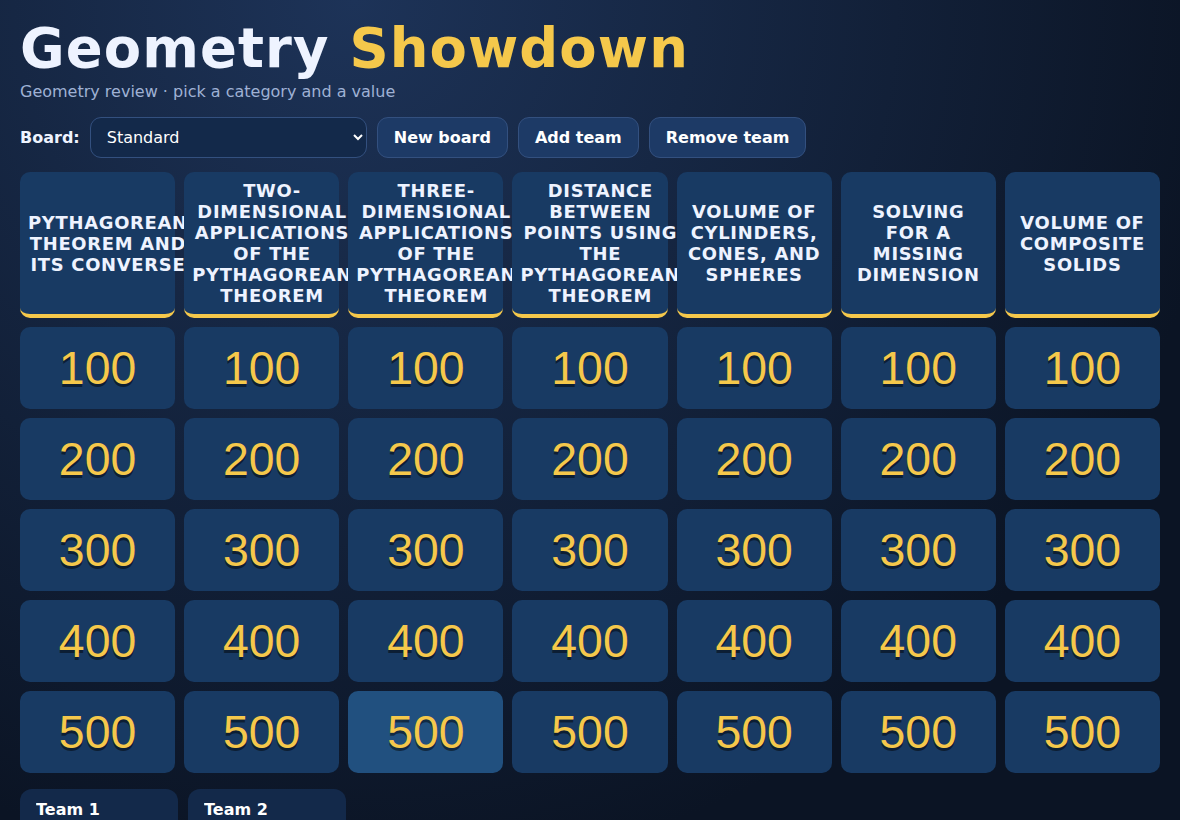 Geometry Showdown
Geometry review · pick a category and a value
Board: Standard New board Add team Remove team
PYTHAGOREAN
THEOREM AND
ITS CONVERSE
TWO-
DIMENSIONAL
APPLICATIONS
OF THE
PYTHAGOREAN
THEOREM
THREE-
DIMENSIONAL
APPLICATIONS
OF THE
PYTHAGOREAN
THEOREM
DISTANCE
BETWEEN
POINTS USING
THE
PYTHAGOREAN
THEOREM
VOLUME OF
CYLINDERS,
CONES, AND
SPHERES
SOLVING
FOR A
MISSING
DIMENSION
VOLUME OF
COMPOSITE
SOLIDS
100 100 100 100 100 100 100
200 200 200 200 200 200 200
300 300 300 300 300 300 300
400 400 400 400 400 400 400
500 500 500 500 500 500 500
Team 1 Team 2